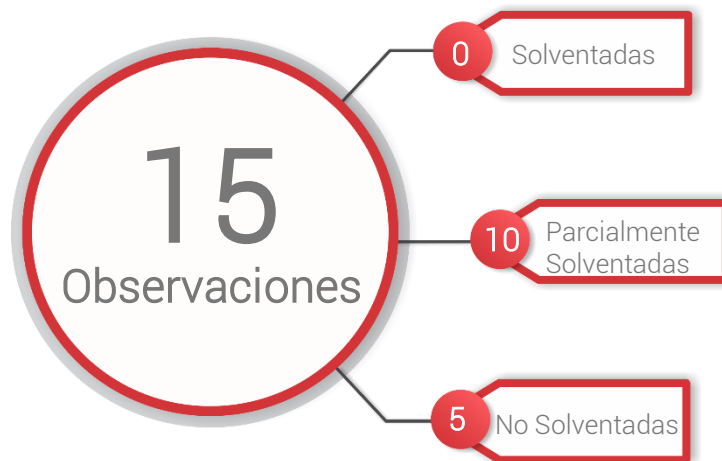 15
Observaciones
0
Solventadas
10
Parcialmente
Solventadas
5
No Solventadas